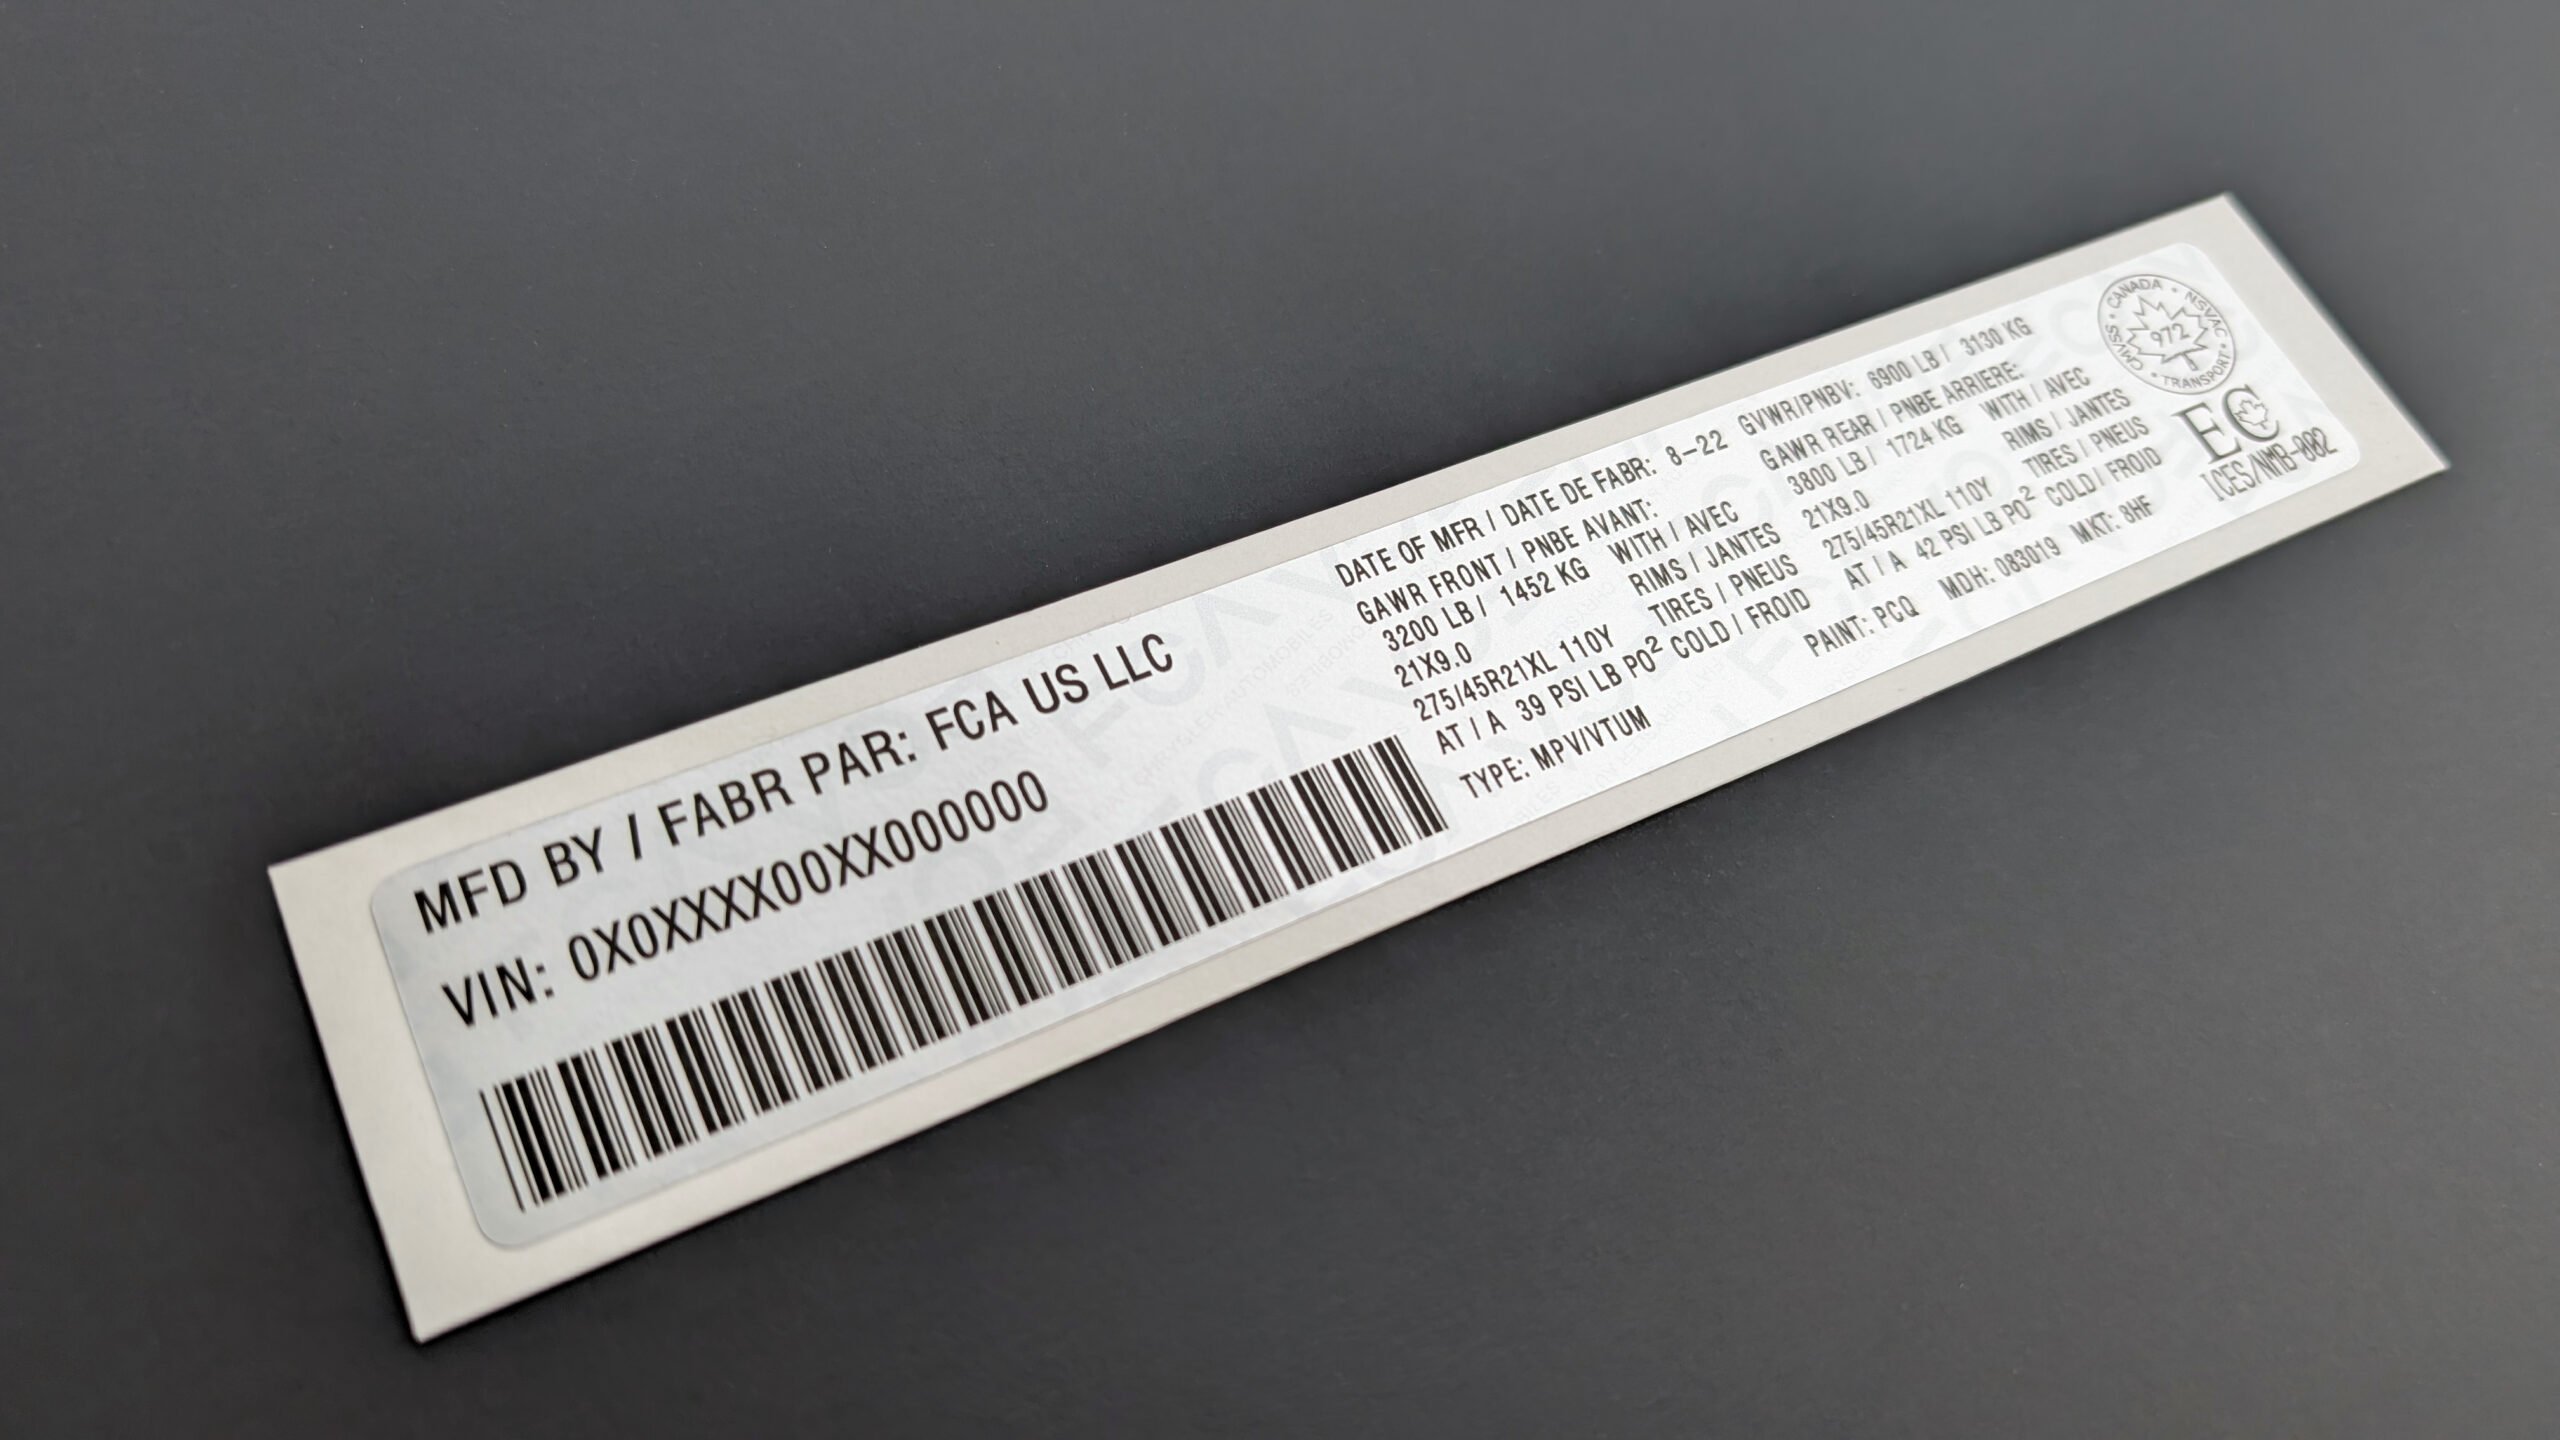 MFD BY / FABR PAR: FCA US LLC
VIN: 0X0XXXX00XX000000
DATE OF MFR / DATE DE FABR: 8-22 GVWR/PNBV: 6900 LB / 3130 KG
GAWR FRONT / PNBE AVANT:
3200 LB / 1452 KG WITH / AVEC
21X9.0 RIMS / JANTES
275/45R21XL 110Y TIRES / PNEUS
AT / A 39 PSI LB PO² COLD / FROID
TYPE: MPV/VTUM
GAWR REAR / PNBE ARRIERE:
3800 LB / 1724 KG WITH / AVEC
21X9.0 RIMS / JANTES
275/45R21XL 110Y TIRES / PNEUS
AT / A 42 PSI LB PO² COLD / FROID
PAINT: PCQ MDH: 083019 MKT: 8HF
CANADA • NSVAC • TRANSPORT • CMVSS •
972
EC
ICES/NMB-002